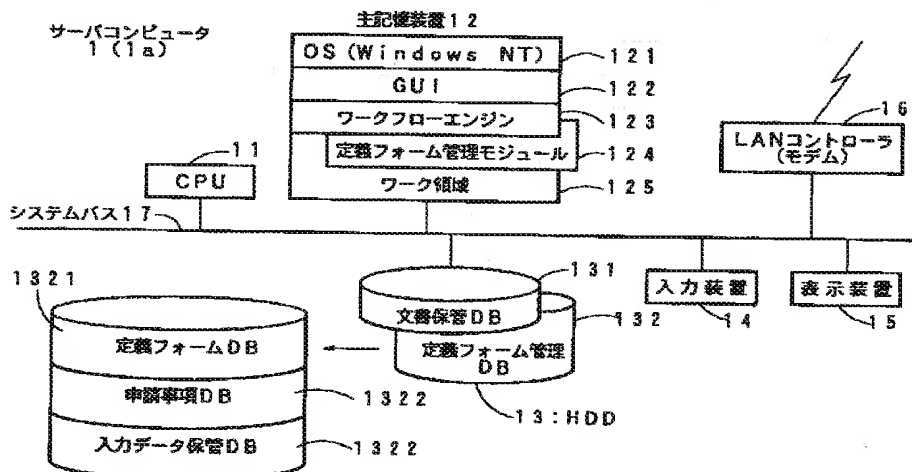 サーバコンピュータ
1 (1a)
主記憶装置12
OS (Windows NT)
121
GUI
122
ワークフローエンジン
123
定義フォーム管理モジュール
124
ワーク領域
125
11
CPU
16
LANコントローラ
(モデム)
システムバス17
1321
定義フォームDB
申請事項DB
1322
入力データ保管DB
1322
131
文書保管DB
132
定義フォーム管理
DB
13:HDD
入力装置
14
表示装置
15